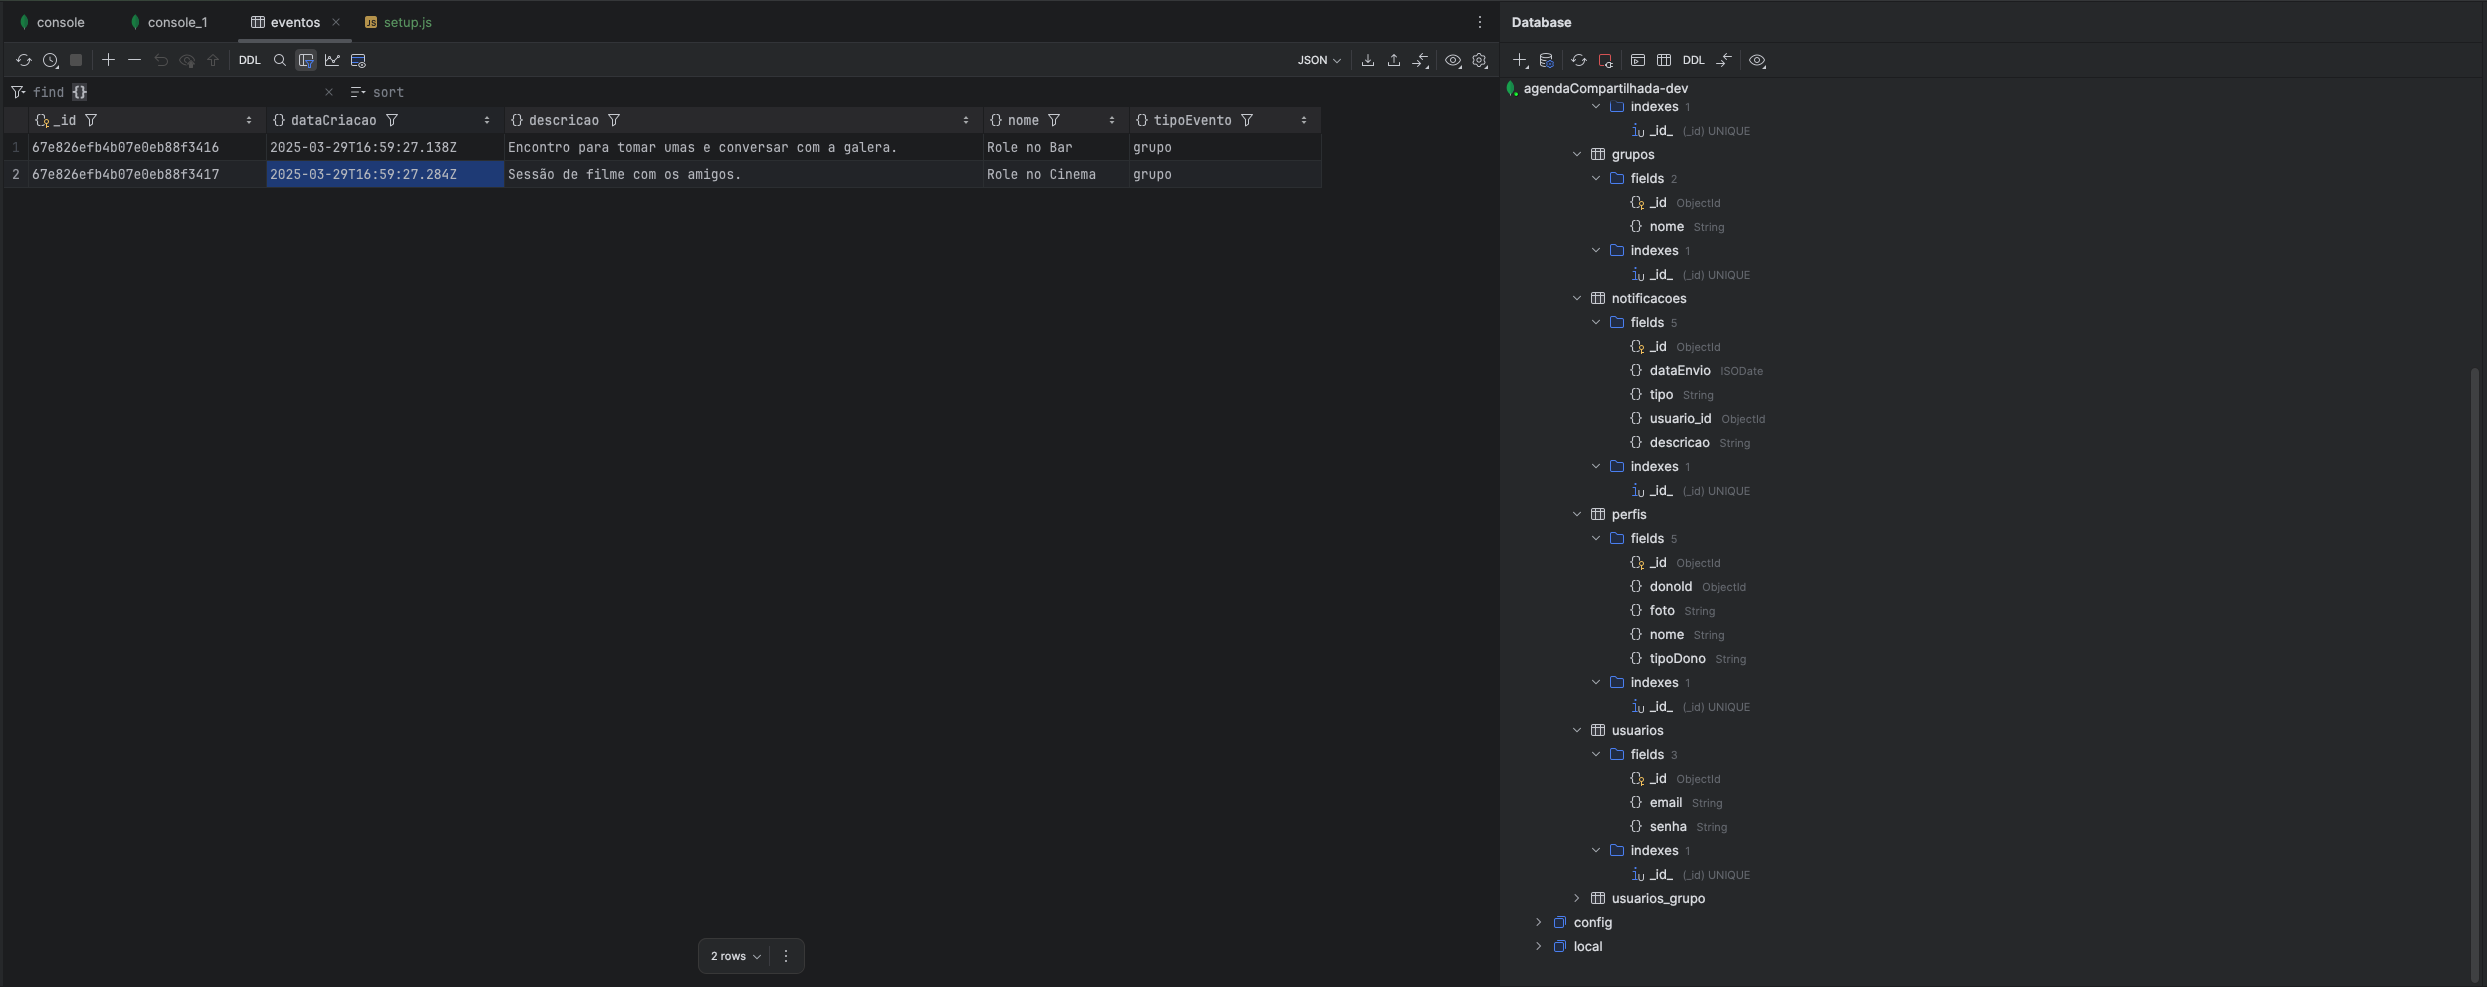 console console_1 eventos setup.js
DDL JSON
find {} sort
_id dataCriacao descricao nome tipoEvento
1 67e826efb4b07e0eb88f3416 2025-03-29T16:59:27.138Z Encontro para tomar umas e conversar com a galera. Role no Bar grupo
2 67e826efb4b07e0eb88f3417 2025-03-29T16:59:27.284Z Sessão de filme com os amigos. Role no Cinema grupo
2 rows
Database
DDL
agendaCompartilhada-dev
indexes 1
_id_ (_id) UNIQUE
grupos
fields 2
_id ObjectId
nome String
indexes 1
_id_ (_id) UNIQUE
notificacoes
fields 5
_id ObjectId
dataEnvio ISODate
tipo String
usuario_id ObjectId
descricao String
indexes 1
_id_ (_id) UNIQUE
perfis
fields 5
_id ObjectId
donoId ObjectId
foto String
nome String
tipoDono String
indexes 1
_id_ (_id) UNIQUE
usuarios
fields 3
_id ObjectId
email String
senha String
indexes 1
_id_ (_id) UNIQUE
usuarios_grupo
config
local